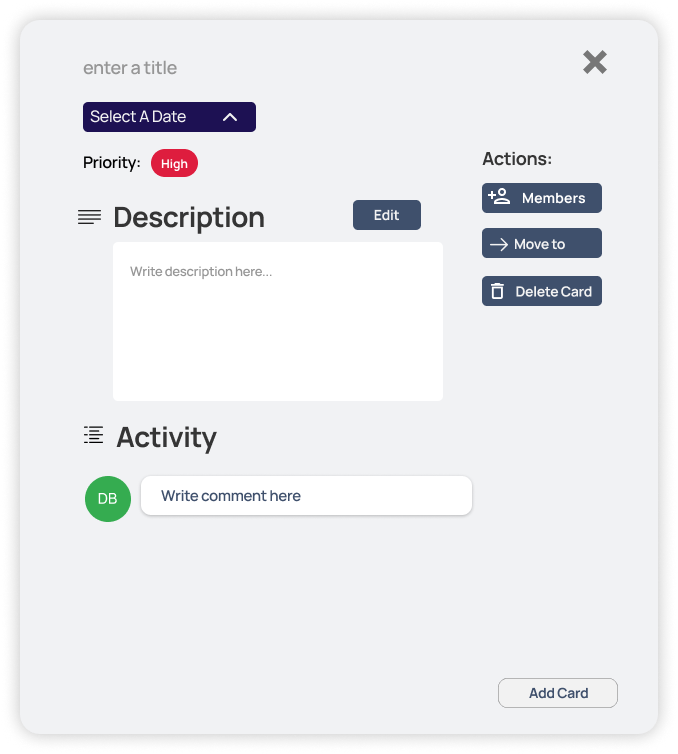 enter a title
Select A Date
Priority: High
Actions:
Members
Description
Edit
Move to
Write description here...
Delete Card
Activity
DB
Write comment here
Add Card